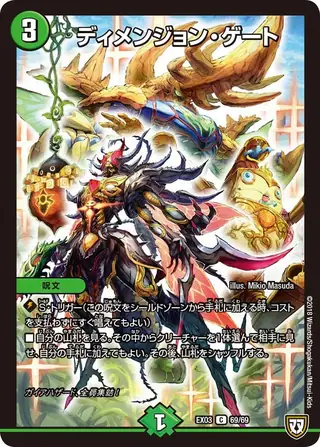 3
ディメンジョン・ゲート
illus. Mikio Masuda
呪文
S・トリガー(この呪文をシールドゾーンから手札に加える時、コスト
を支払わずにすぐ唱えてもよい)
■自分の山札を見る。その中からクリーチャーを1体選んで相手に見
せ、自分の手札に加えてもよい。その後、山札をシャッフルする。
ガイアハザード、全員集結!
1
EX03 C 69/69
©2018 Wizards/Shogakukan/Mitsui-Kids